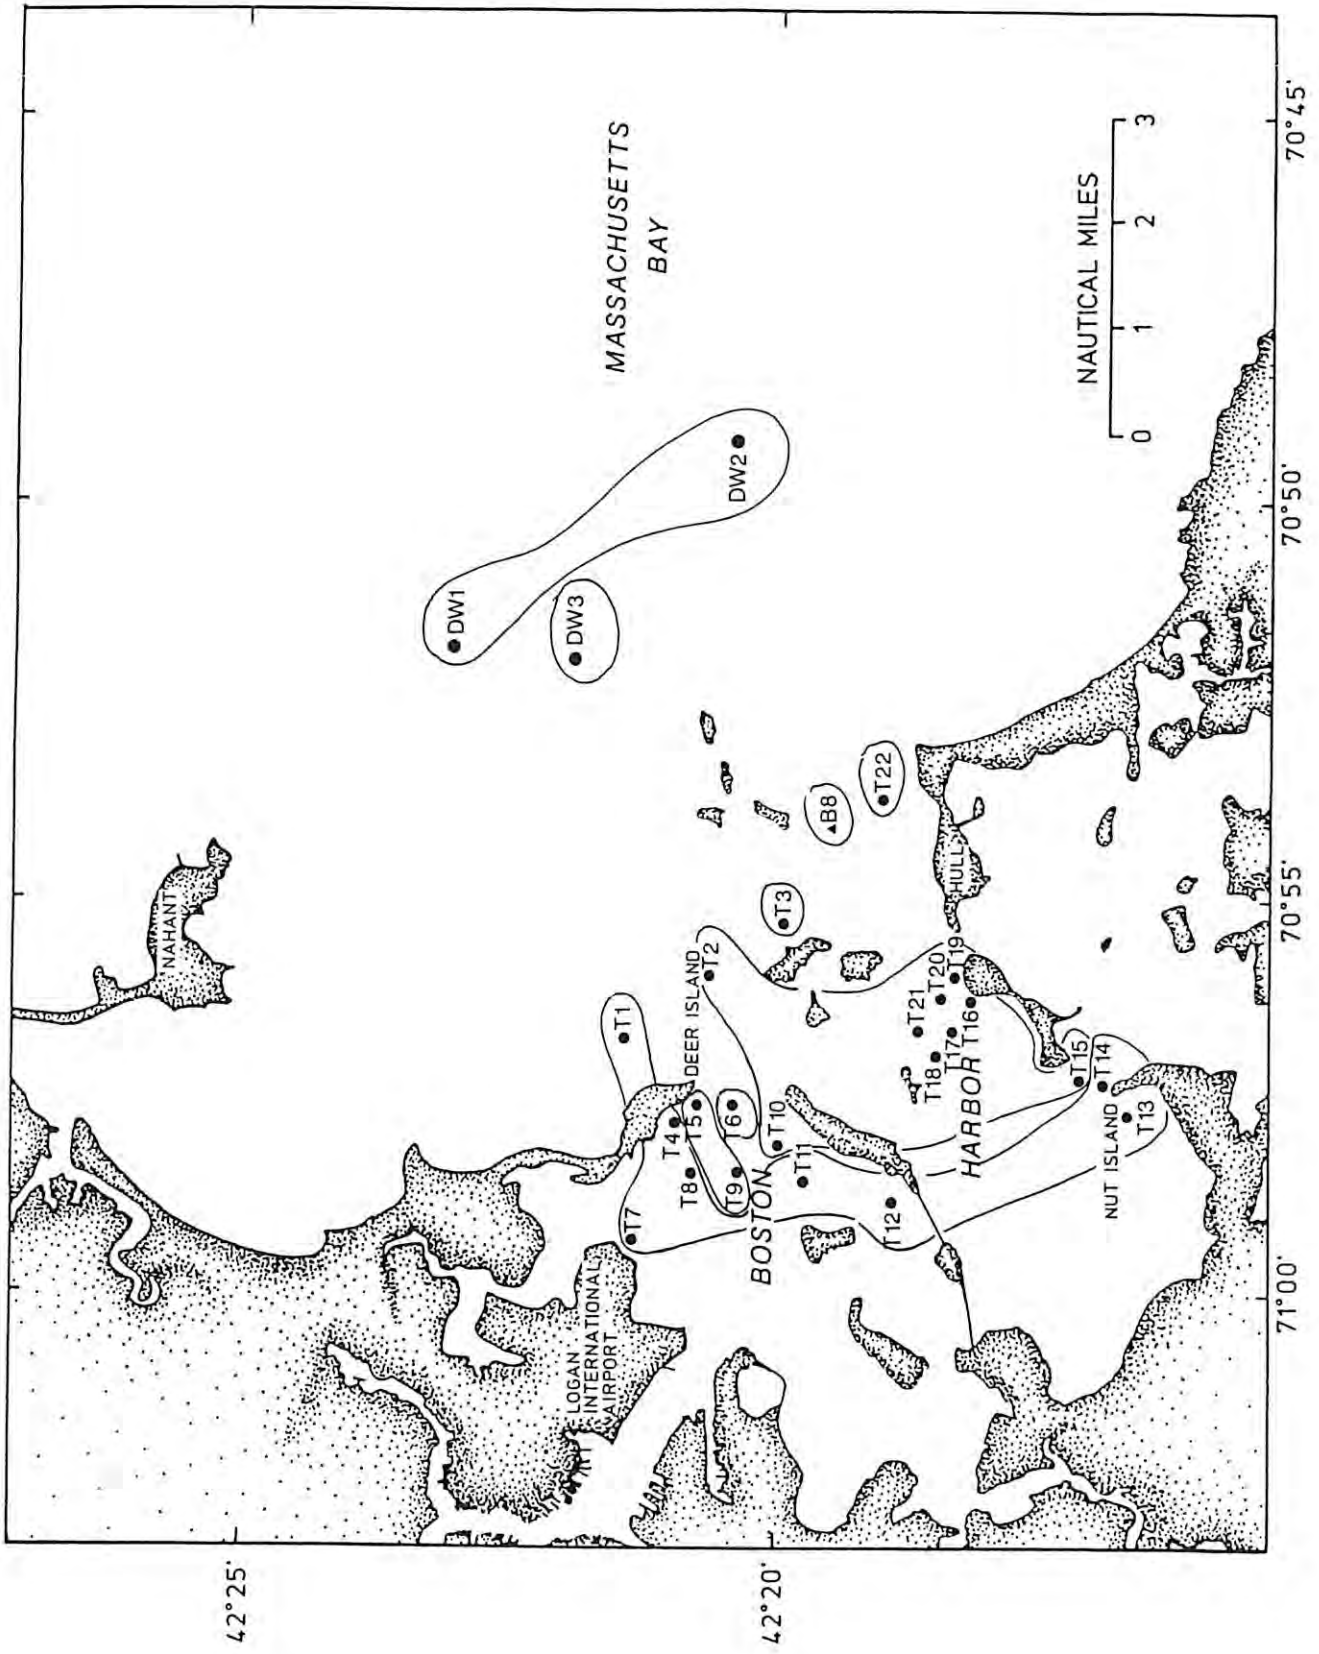 NAHANT
MASSACHUSETTS
BAY
DW1
DW3
DW2
LOGAN
INTERNATIONAL
AIRPORT
DEER ISLAND
T1
T2
T3
T4
T5
T6
T7
T8
T9
T10
T11
T12
BOSTON
HARBOR
B8
T22
HULL
T21
T20
T19
T18
T17
T16
T15
T14
T13
NUT ISLAND
NAUTICAL MILES
0 1 2 3
42°25'
42°20'
71°00'
70°55'
70°50'
70°45'